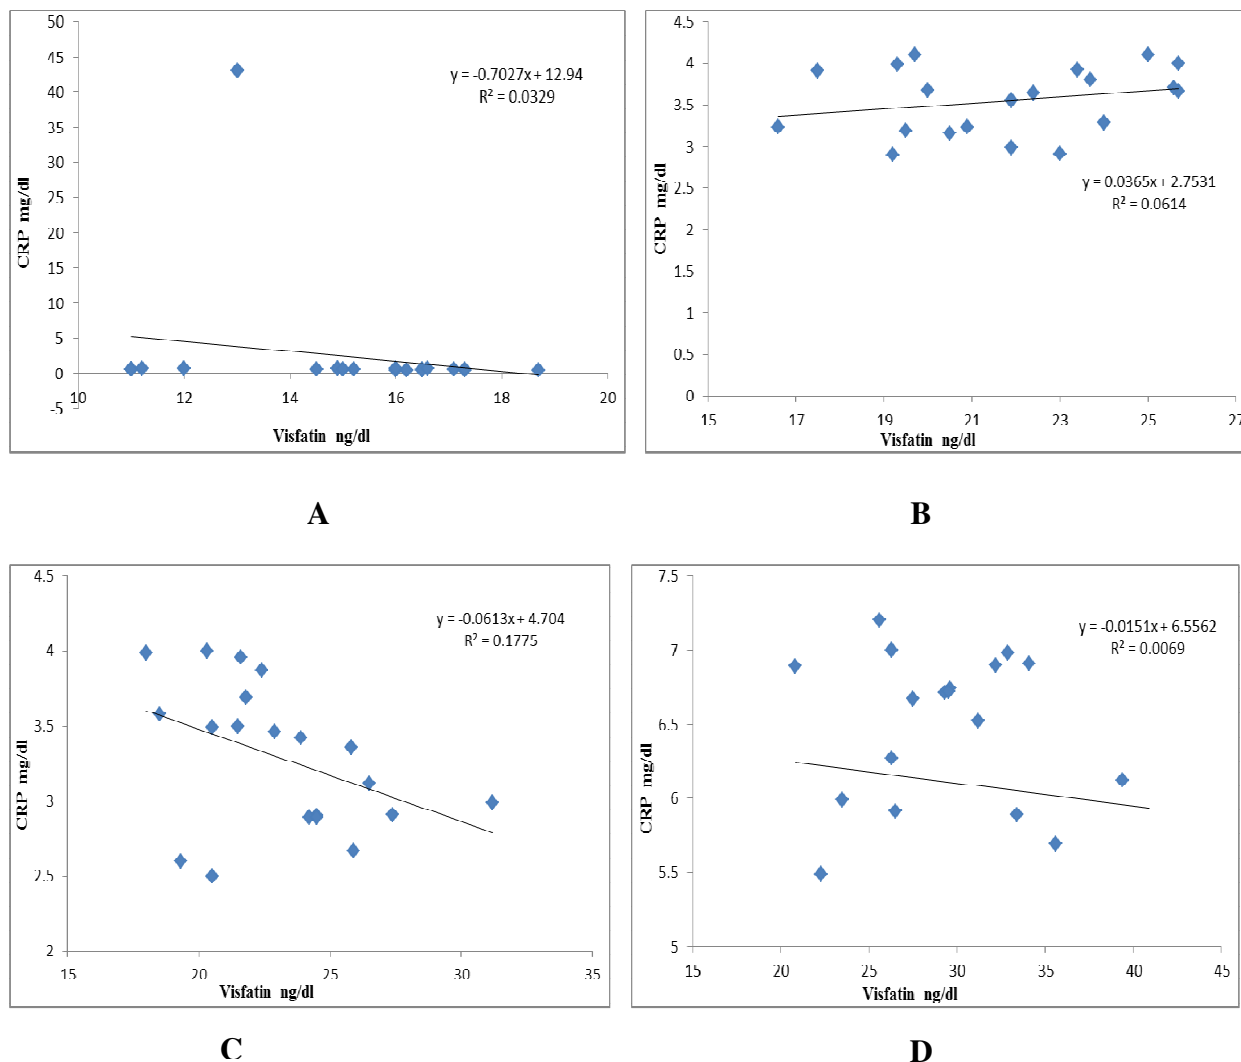 50
45
40
35
30
25
20
15
10
5
0
-5
CRP mg/dl
y = -0.7027x + 12.94
R² = 0.0329
10 12 14 16 18 20
Visfatin ng/dl
A
4.5
4
3.5
3
2.5
2
1.5
1
0.5
0
CRP mg/dl
y = 0.0365x + 2.7531
R² = 0.0614
15 17 19 21 23 25 27
Visfatin ng/dl
B
4.5
4
3.5
3
2.5
2
CRP mg/dl
y = -0.0613x + 4.704
R² = 0.1775
15 20 25 30 35
Visfatin ng/dl
C
7.5
7
6.5
6
5.5
5
CRP mg/dl
y = -0.0151x + 6.5562
R² = 0.0069
15 20 25 30 35 40 45
Visfatin ng/dl
D